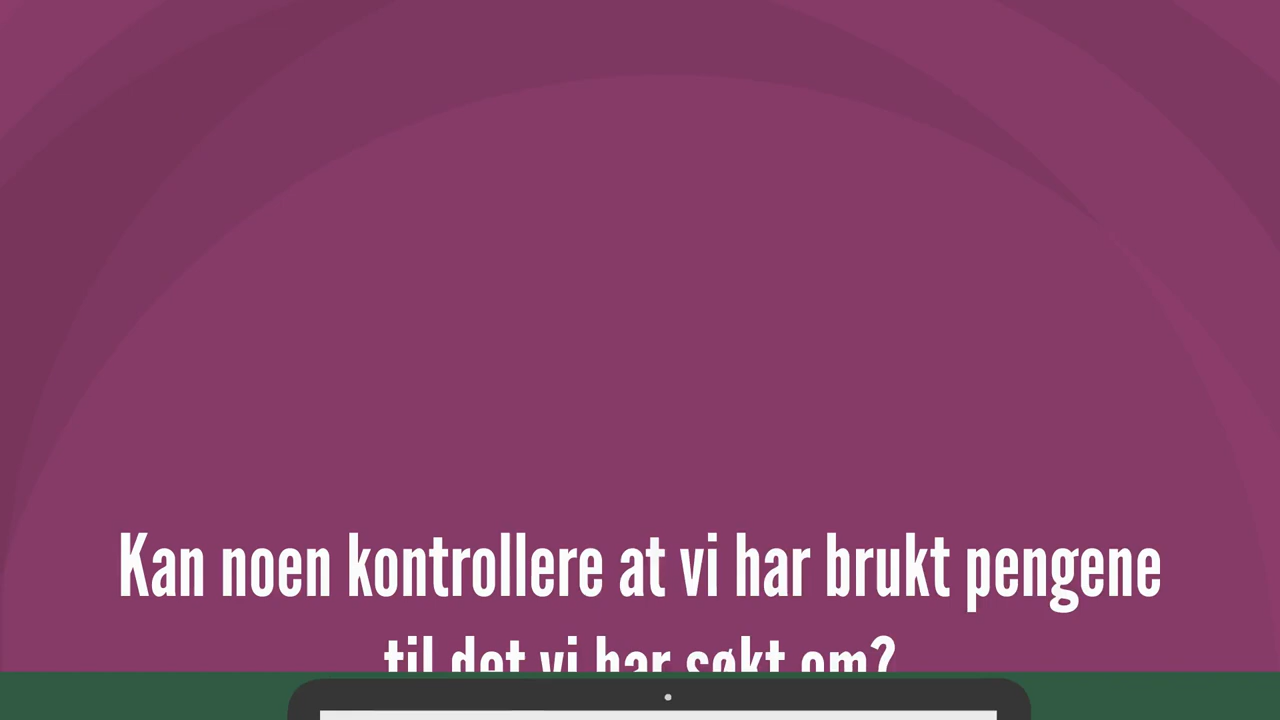 Kan noen kontrollere at vi har brukt pengene
til det vi har søkt om?